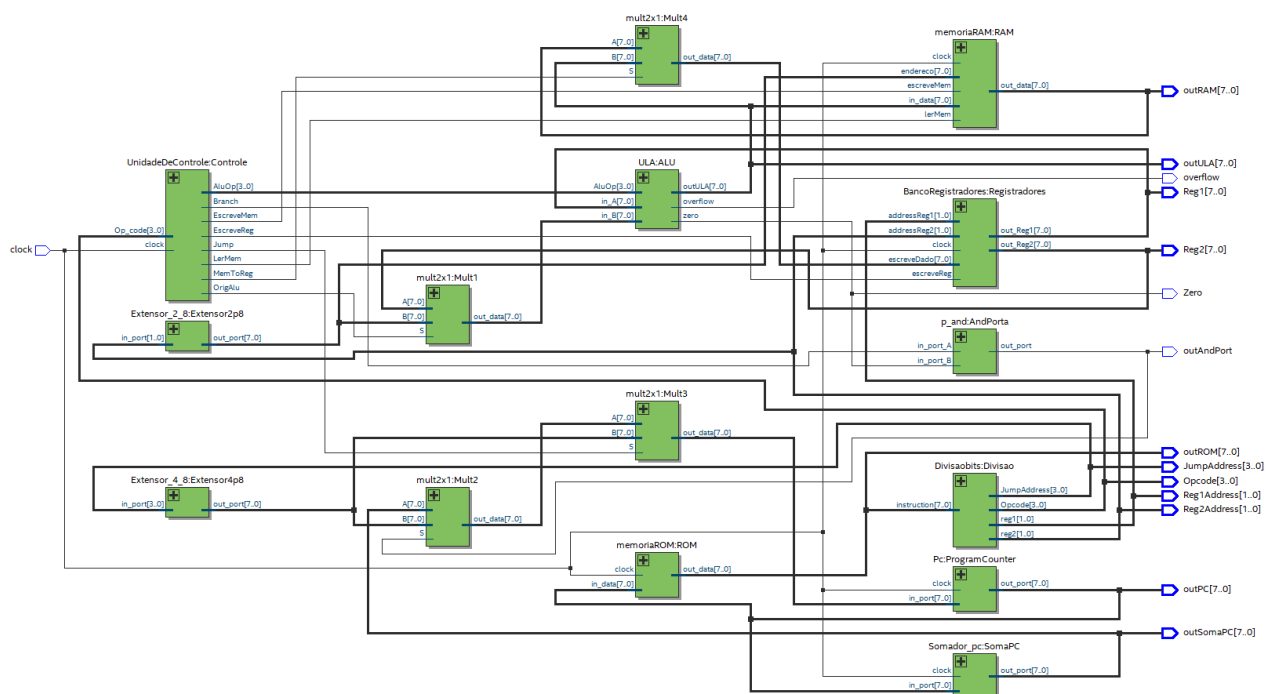 mult2x1:Mult4
A[7..0]
B[7..0]
S
out_data[7..0]
memoriaRAM:RAM
clock
endereco[7..0]
escreveMem
in_data[7..0]
lerMem
out_data[7..0]
outRAM[7..0]
UnidadeDeControle:Controle
Op_code[3..0]
clock
AluOp[3..0]
Branch
EscreveMem
EscreveReg
Jump
LerMem
MemToReg
OrigAlu
clock
ULA:ALU
AluOp[3..0]
in_A[7..0]
in_B[7..0]
outULA[7..0]
overflow
zero
outULA[7..0]
overflow
Reg1[7..0]
BancoRegistradores:Registradores
addressReg1[1..0]
addressReg2[1..0]
clock
escreveDado[7..0]
escreveReg
out_Reg1[7..0]
out_Reg2[7..0]
Reg2[7..0]
Zero
mult2x1:Mult1
A[7..0]
B[7..0]
S
out_data[7..0]
Extensor_2_8:Extensor2p8
in_port[1..0]
out_port[7..0]
p_and:AndPorta
in_port_A
in_port_B
out_port
outAndPort
mult2x1:Mult3
A[7..0]
B[7..0]
S
out_data[7..0]
Extensor_4_8:Extensor4p8
in_port[3..0]
out_port[7..0]
mult2x1:Mult2
A[7..0]
B[7..0]
S
out_data[7..0]
Divisaobits:Divisao
instruction[7..0]
JumpAddress[3..0]
Opcode[3..0]
reg1[1..0]
reg2[1..0]
outROM[7..0]
JumpAddress[3..0]
Opcode[3..0]
Reg1Address[1..0]
Reg2Address[1..0]
memoriaROM:ROM
clock
in_data[7..0]
out_data[7..0]
Pc:ProgramCounter
clock
in_port[7..0]
out_port[7..0]
outPC[7..0]
outSomaPC[7..0]
Somador_pc:SomaPC
clock
in_port[7..0]
out_port[7..0]